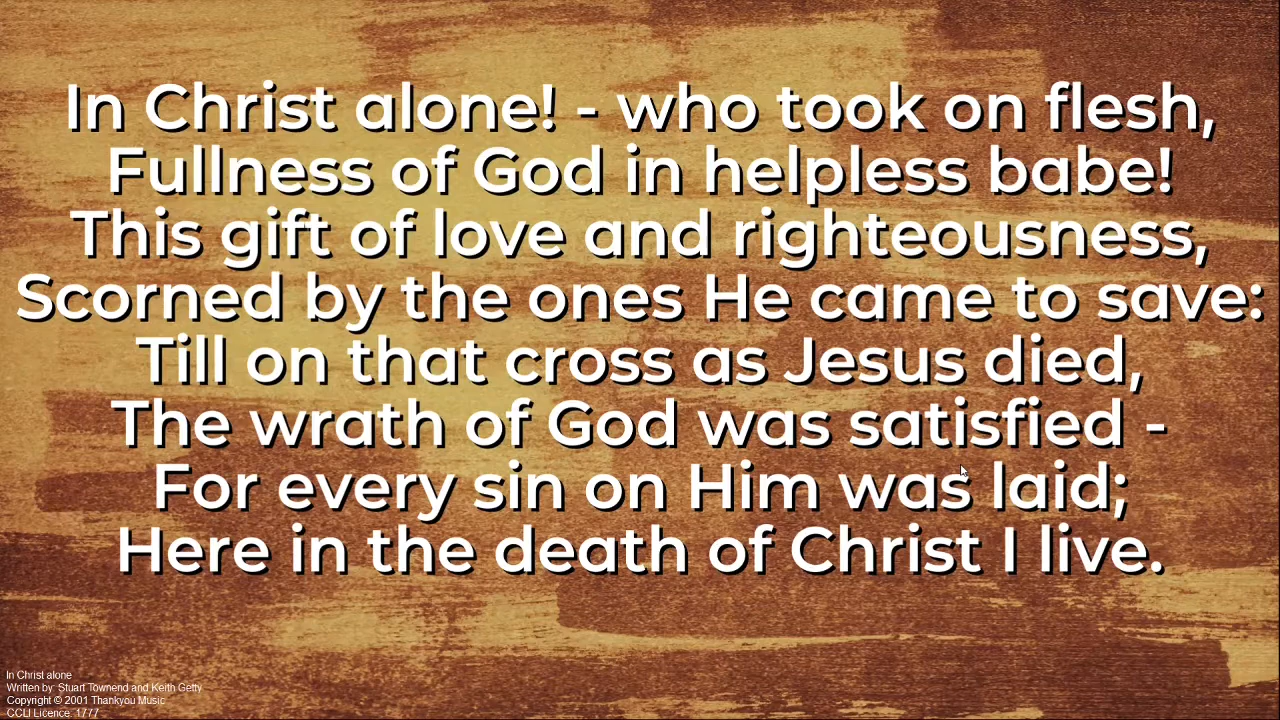 In Christ alone! - who took on flesh,
Fullness of God in helpless babe!
This gift of love and righteousness,
Scorned by the ones He came to save:
Till on that cross as Jesus died,
The wrath of God was satisfied -
For every sin on Him was laid;
Here in the death of Christ I live.
In Christ alone
Written by: Stuart Townend and Keith Getty
Copyright © 2001 Thankyou Music
CCLI Licence: 1777